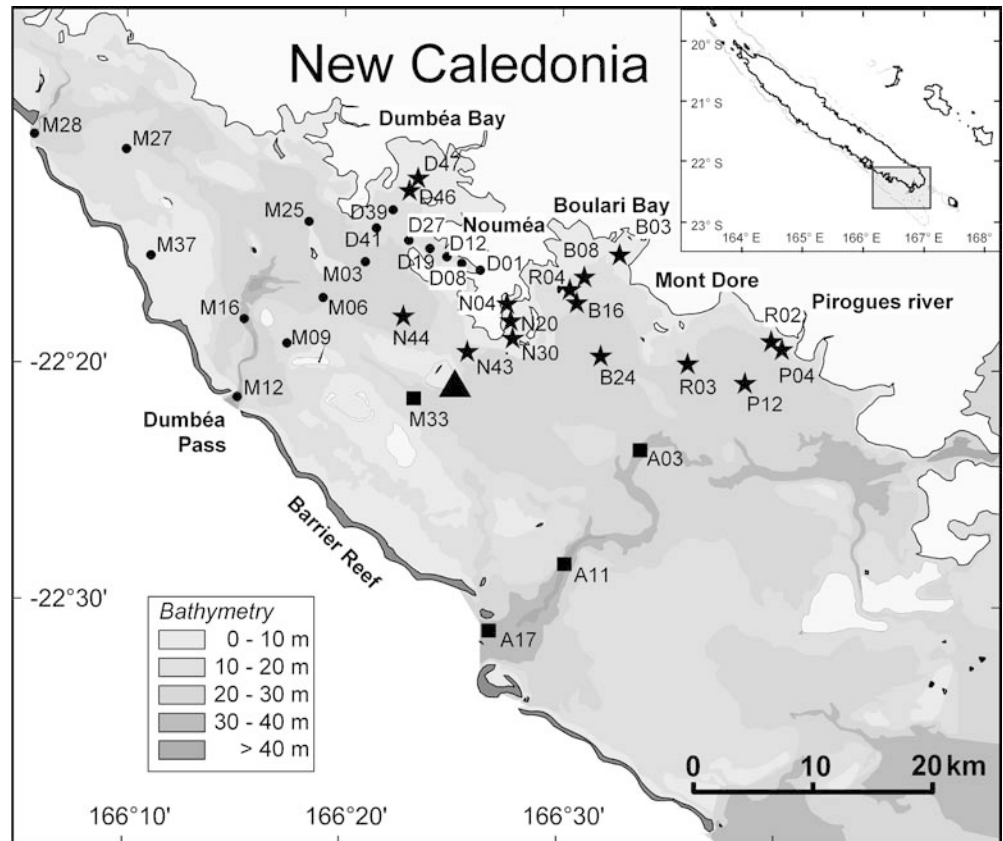 New Caledonia
20° S
21° S
22° S
23° S
164° E
165° E
166° E
167° E
168° E
Dumbéa Bay
M28
M27
D47
D46
Boulari Bay
M25
D39
D27
Nouméa
B03
D41
D12
B08
M37
D19
D01
M03
D08
R04
Mont Dore
M06
N04
B16
Pirogues river
M16
N44
N20
R02
M09
N30
P04
-22°20'
N43
B24
R03
P12
M12
M33
Dumbéa
Pass
A03
Barrier Reef
A11
-22°30'
Bathymetry
0 - 10 m
10 - 20 m
20 - 30 m
30 - 40 m
> 40 m
A17
0 10 20 km
166°10' 166°20' 166°30'